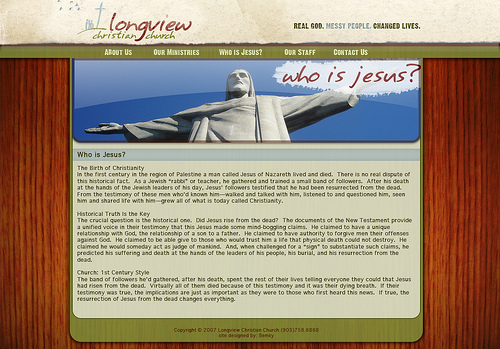 longview
christian church
REAL GOD. MESSY PEOPLE. CHANGED LIVES.
About Us Our Ministries Who is Jesus? Our Staff Contact Us
who is jesus?
Who is Jesus?
The Birth of Christianity
In the first century in the region of Palestine a man called Jesus of Nazareth lived and died. There is no real dispute
of this historical fact. As a Jewish "rabbi" or teacher, he gathered and trained a small band of followers. After his death
at the hands of the Jewish leaders of his day, Jesus' followers testified that he had been resurrected from the dead.
From the testimony of these men who'd known him—walked and talked with him, listened to and questioned him, seen
him and shared life with him—grew all of what is today called Christianity.
Historical Truth is the Key
The crucial question is the historical one. Did Jesus rise from the dead? The documents of the New Testament provide
a unified voice in their testimony that this Jesus made some mind-boggling claims. He claimed to have a unique
relationship with God, the relationship of a son to a father. He claimed to have authority to forgive men their offenses
against God. He claimed to be able give to those who would trust him a life that physical death could not destroy. He
claimed he would someday act as judge of mankind. And, when challenged for a "sign" to substantiate such claims, he
predicted his suffering and death at the hands of the leaders of his people, his burial, and his resurrection from the
dead.
Church: 1st Century Style
The band of followers he'd gathered, after his death, spent the rest of their lives telling everyone they could that Jesus
had risen from the dead. Virtually all of them died because of this testimony and it was their dying breath. If their
testimony was true, the implications are just as important as they were to those who first heard this news. If true, the
resurrection of Jesus from the dead changes everything.
Copyright © 2007 Longview Christian Church
site designed by: